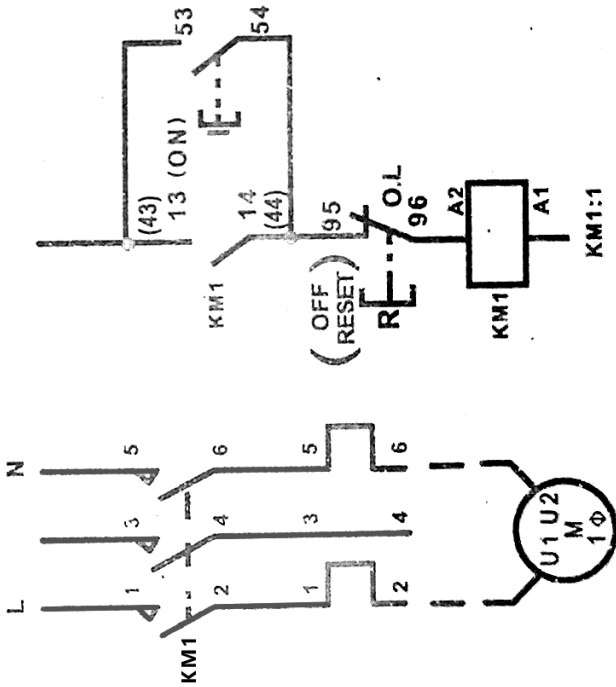 L
N
1
3
5
KM1
2
4
6
1
3
5
2
4
6
U1 U2
M
1Φ
(43)
13 (ON)
53
54
KM1
14
(44)
95
(OFF
RESET)
R
O.L
96
A2
KM1
A1
KM1:1